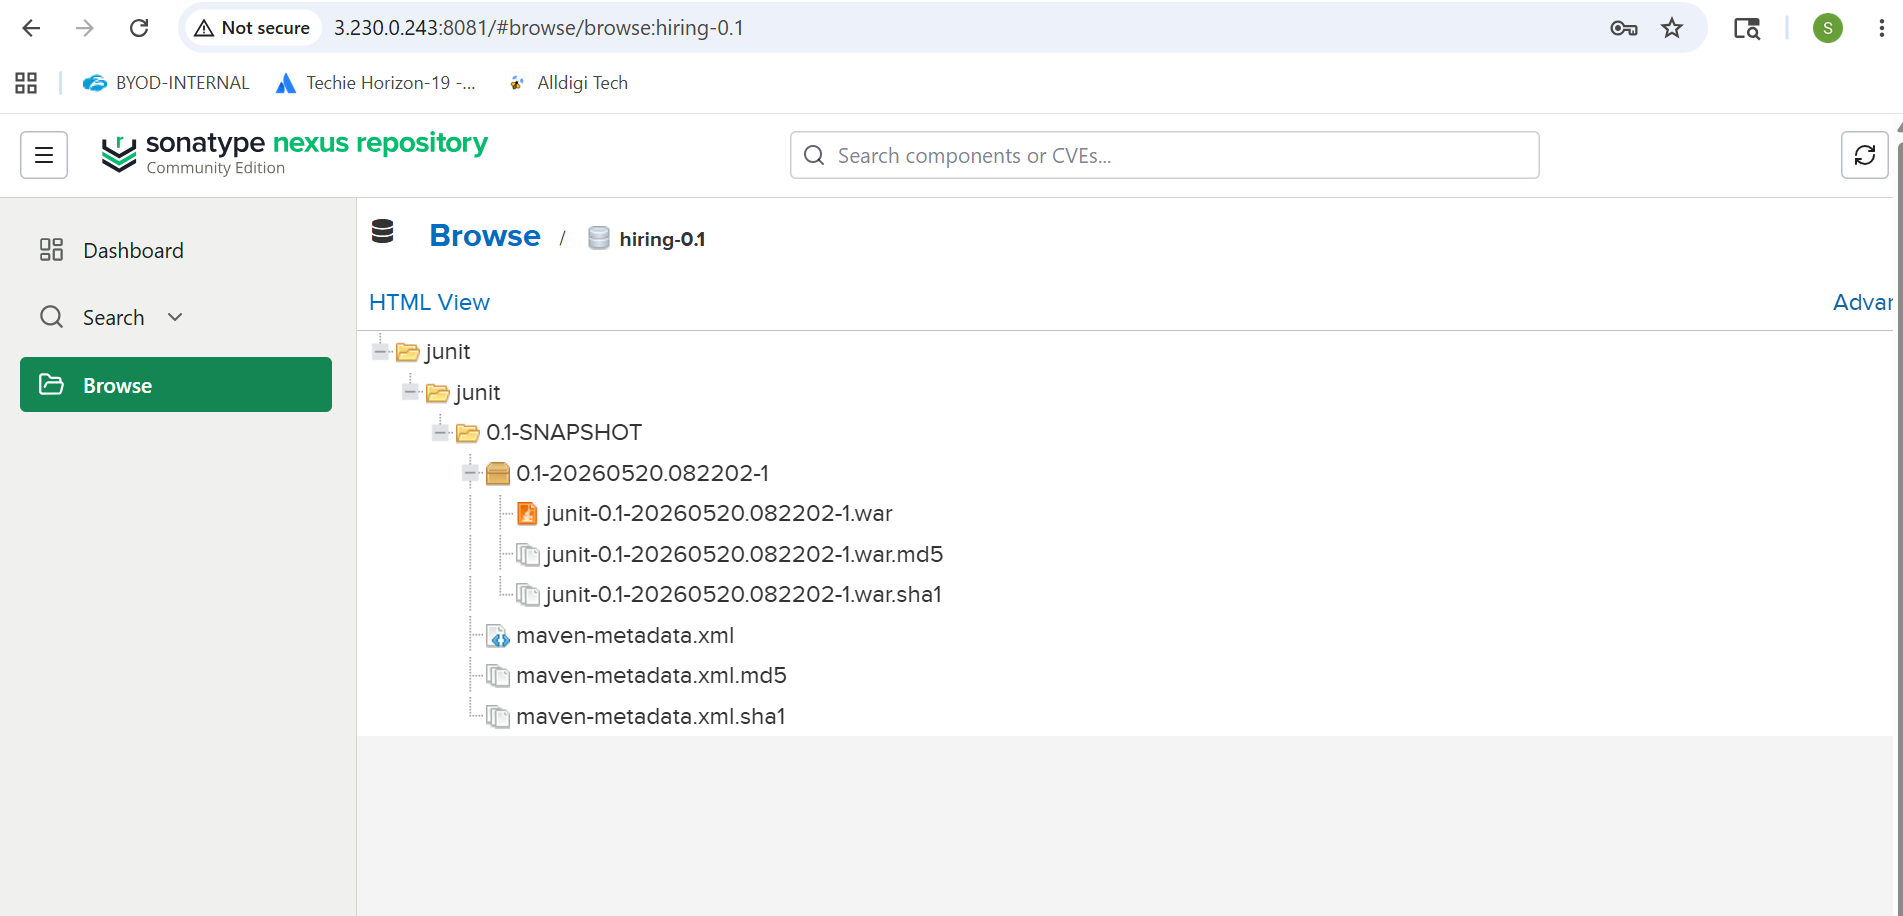 Not secure 3.230.0.243:8081/#browse/browse:hiring-0.1
S
BYOD-INTERNAL Techie Horizon-19 -... Alldigi Tech
sonatype nexus repository
Community Edition
Search components or CVEs...
Dashboard
Search
Browse
Browse / hiring-0.1
HTML View
Advan
junit
junit
0.1-SNAPSHOT
0.1-20260520.082202-1
junit-0.1-20260520.082202-1.war
junit-0.1-20260520.082202-1.war.md5
junit-0.1-20260520.082202-1.war.sha1
maven-metadata.xml
maven-metadata.xml.md5
maven-metadata.xml.sha1